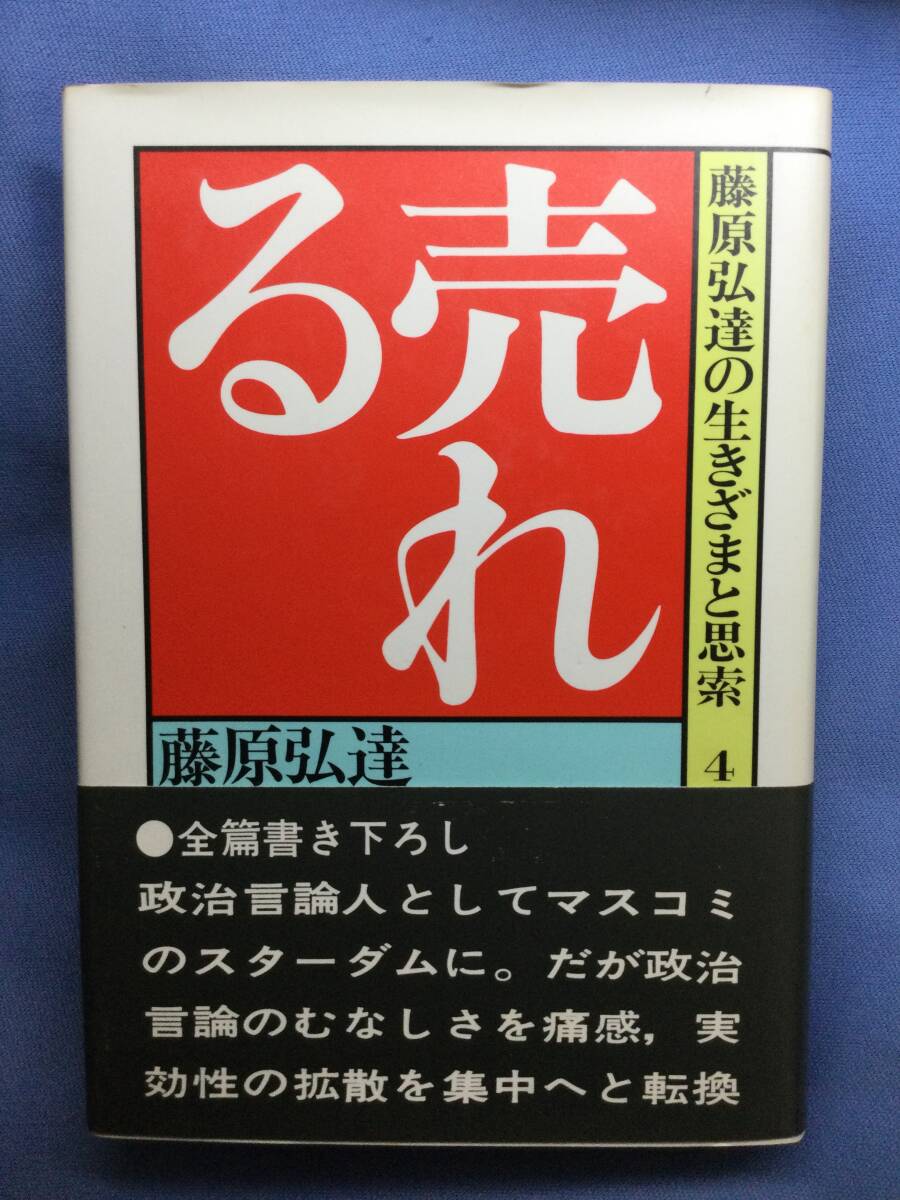 藤原弘達の生きざまと思索 4
売れ
る
藤原弘達
●全篇書き下ろし
政治言論人としてマスコミ
のスターダムに。だが政治
言論のむなしさを痛感，実
効性の拡散を集中へと転換